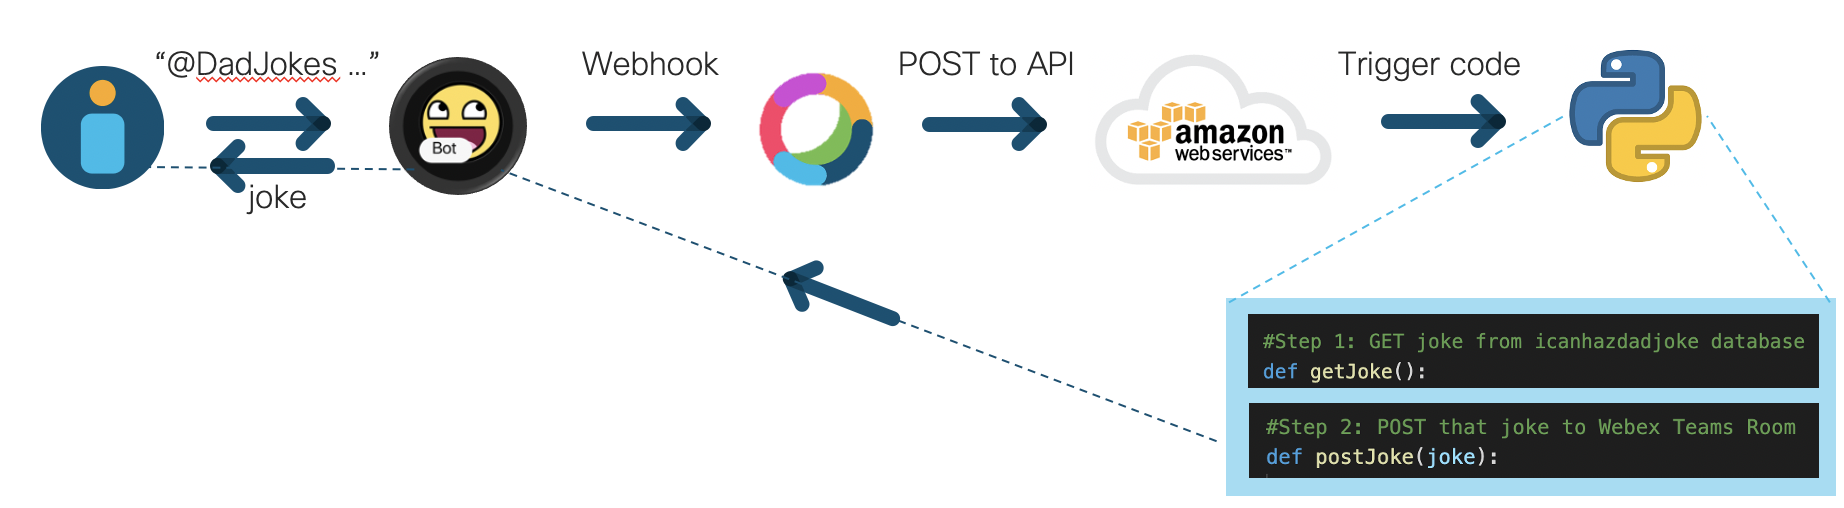 “@DadJokes ...”
Webhook
POST to API
Trigger code
Bot
amazon
web services™
joke
#Step 1: GET joke from icanhazdadjoke database
def getJoke():
#Step 2: POST that joke to Webex Teams Room
def postJoke(joke):